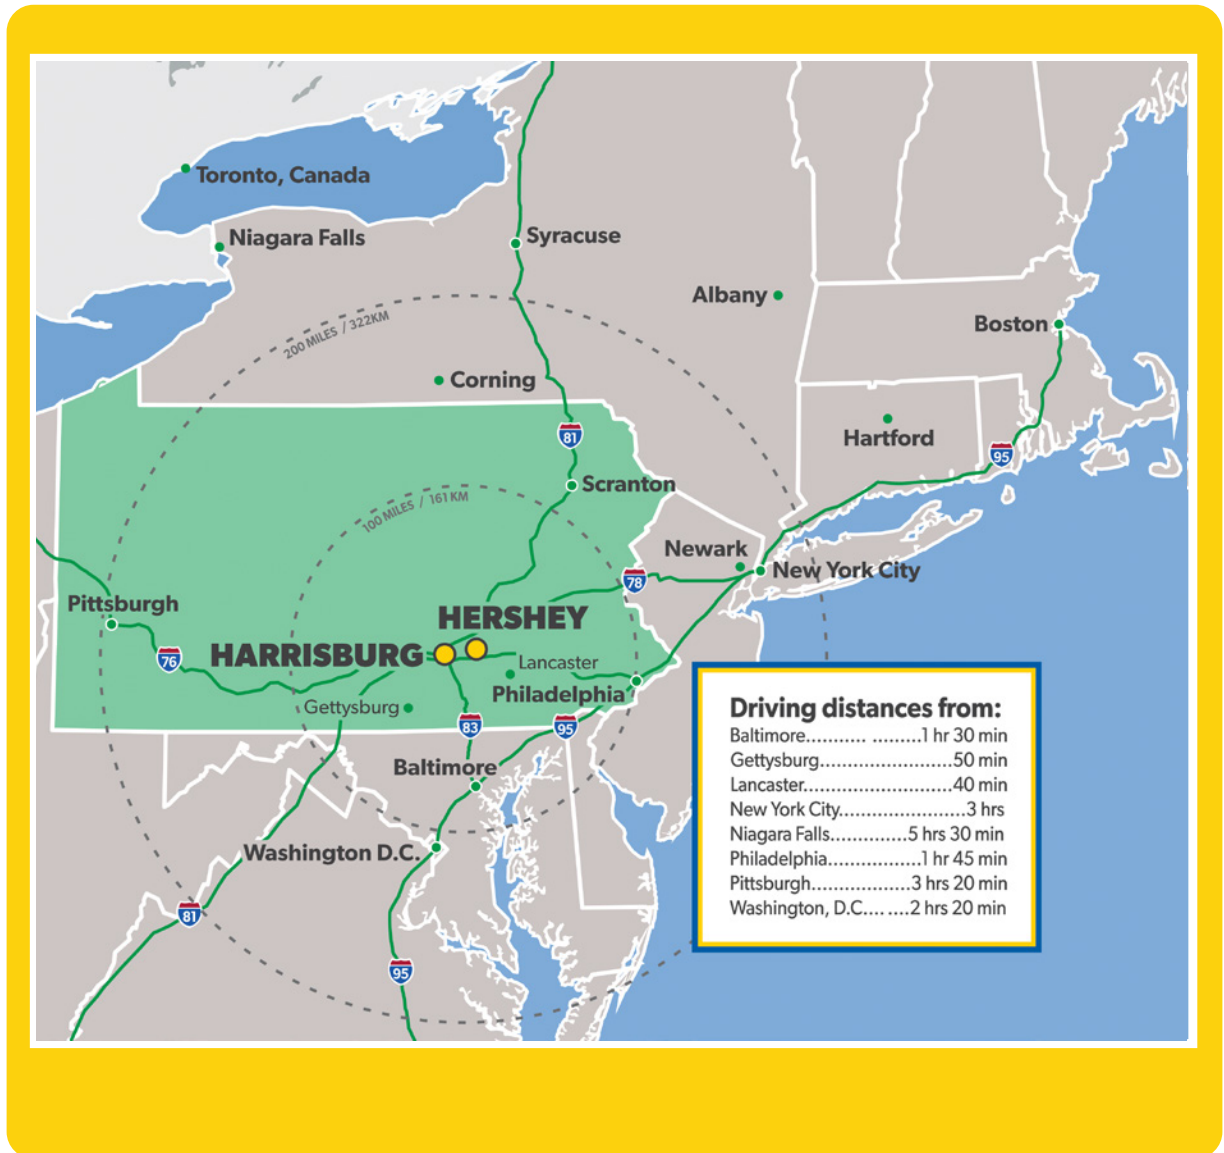 Toronto, Canada
Niagara Falls
Syracuse
Albany
Boston
200 MILES / 322KM
Corning
Hartford
81
95
Scranton
100 MILES / 161 KM
Newark
New York City
78
Pittsburgh
HERSHEY
76
HARRISBURG
Lancaster
Philadelphia
Gettysburg
83
95
Baltimore
Washington D.C.
81
95
Driving distances from:
Baltimore........... .........1 hr 30 min
Gettysburg........................50 min
Lancaster...........................40 min
New York City.......................3 hrs
Niagara Falls..............5 hrs 30 min
Philadelphia.................1 hr 45 min
Pittsburgh..................3 hrs 20 min
Washington, D.C.... ....2 hrs 20 min